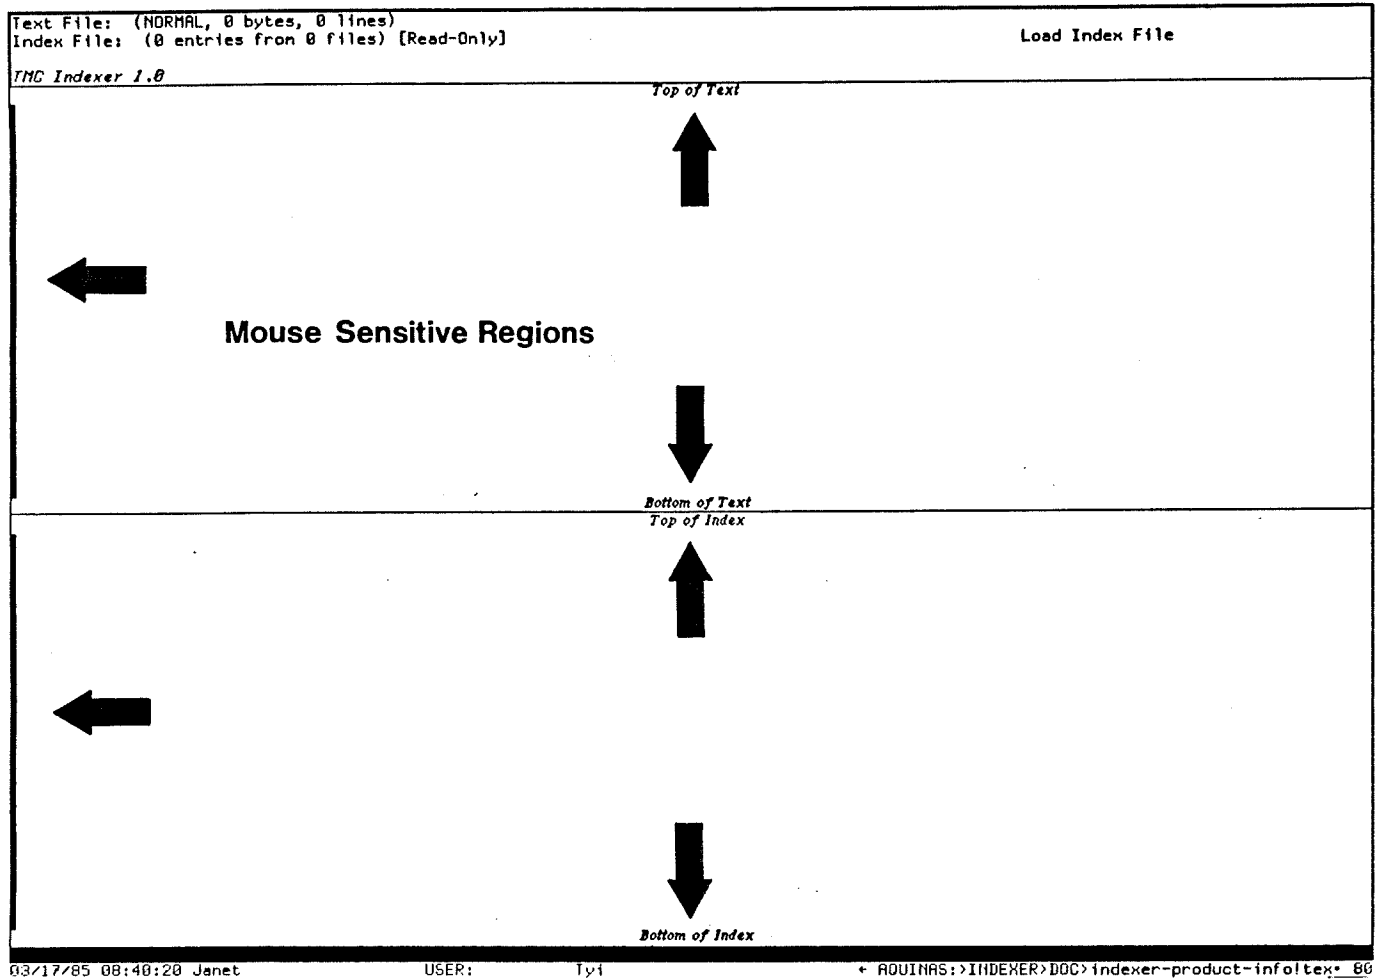 Text File: (NORMAL, 0 bytes, 0 lines)
Index File: (0 entries from 0 files) [Read-Only]
Load Index File
TMC Indexer 1.0
Top of Text
Mouse Sensitive Regions
Bottom of Text
Top of Index
Bottom of Index
03/17/85 08:40:20 Janet USER: Tyi ← AQUINAS:>INDEXER>DOC>indexer-product-info!tex• 80